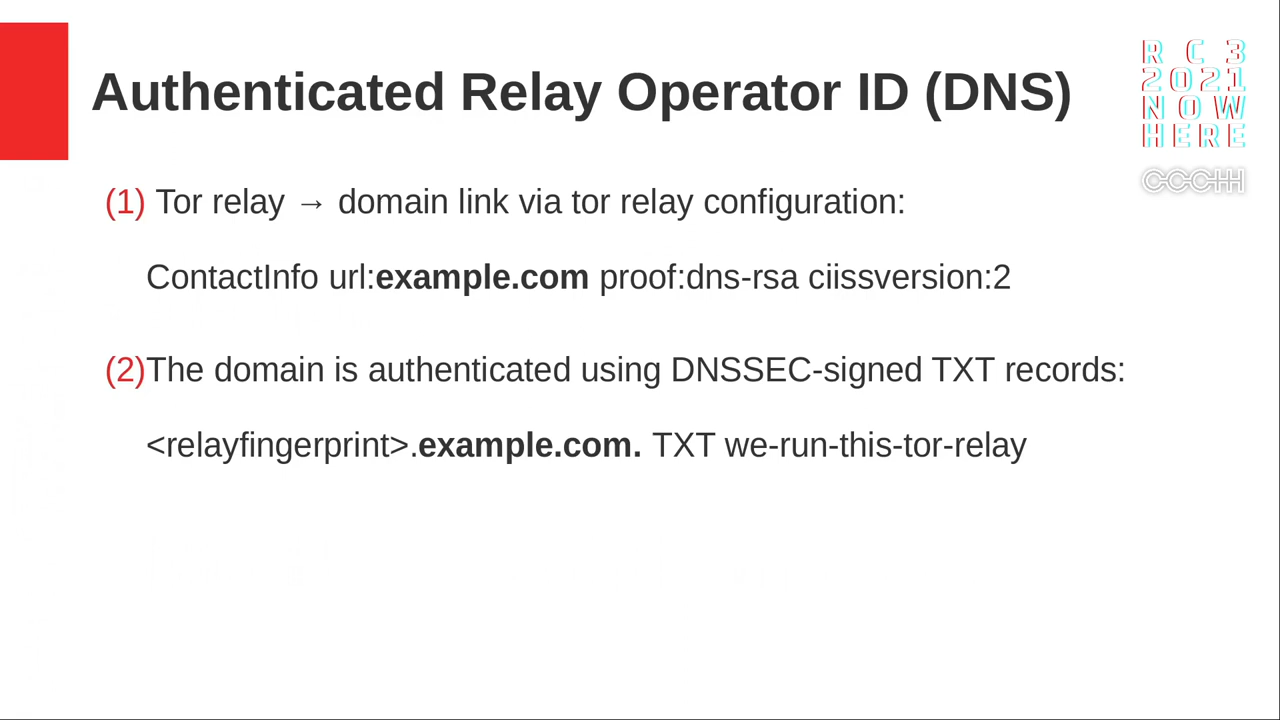 Authenticated Relay Operator ID (DNS)
R C 3
2021
NOW
HERE
CCCHH
(1) Tor relay → domain link via tor relay configuration:
ContactInfo url:example.com proof:dns-rsa ciissversion:2
(2)The domain is authenticated using DNSSEC-signed TXT records:
<relayfingerprint>.example.com. TXT we-run-this-tor-relay